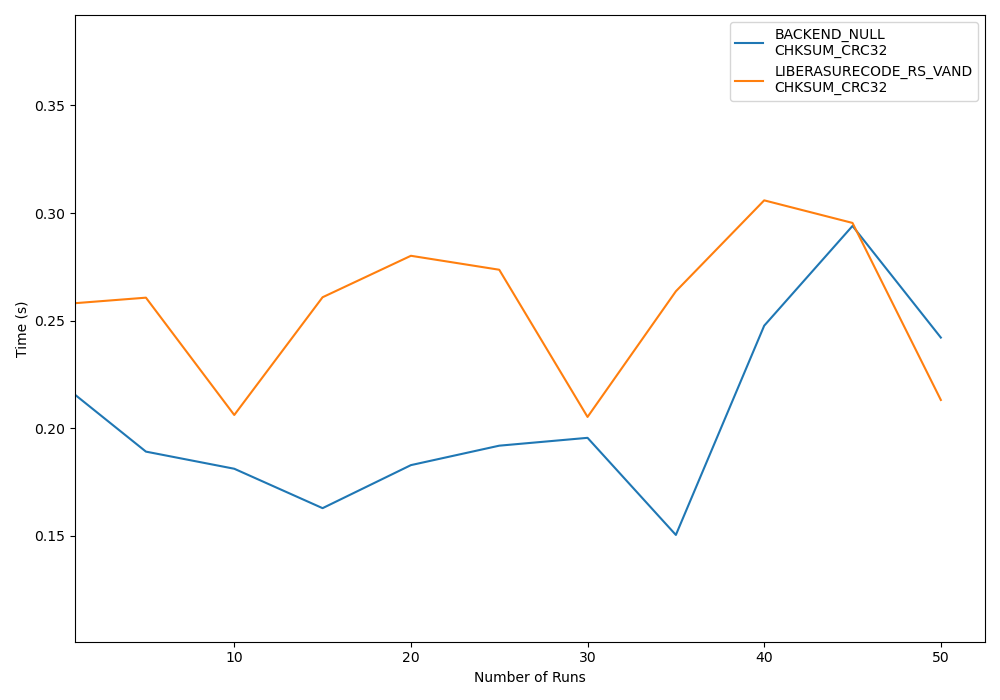 BACKEND_NULL
CHKSUM_CRC32
LIBERASURECODE_RS_VAND
CHKSUM_CRC32
0.35
0.30
0.25
0.20
0.15
Time (s)
10 20 30 40 50
Number of Runs